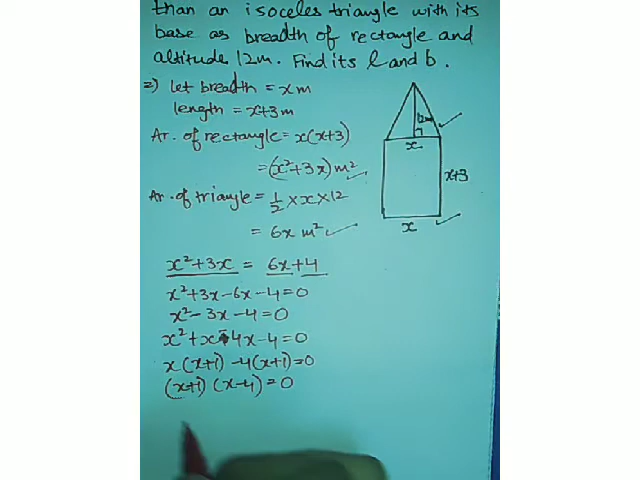 than an isoceles triangle with its
base as breadth of rectangle and
altitude 12m. Find its l and b.
=) let breadth = x m
length = x+3 m
Ar. of rectangle = x(x+3)
= (x²+3x) m²
Ar. of triangle = 1/2 × x × 12
= 6x m²
x²+3x = 6x+4
x²+3x-6x-4=0
x²-3x-4=0
x²+x-4x-4=0
x(x+1)-4(x+1)=0
(x+1)(x-4)=0
12m
x
x+3
x